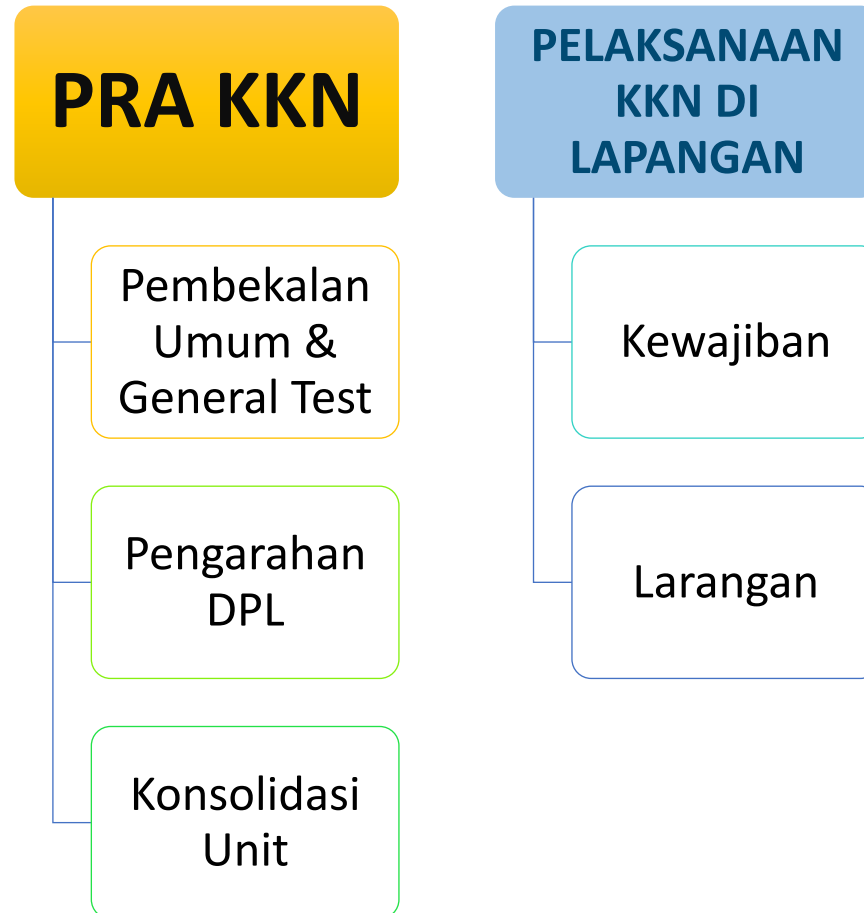 PRA KKN
Pembekalan
Umum &
General Test
Pengarahan
DPL
Konsolidasi
Unit
PELAKSANAAN
KKN DI
LAPANGAN
Kewajiban
Larangan